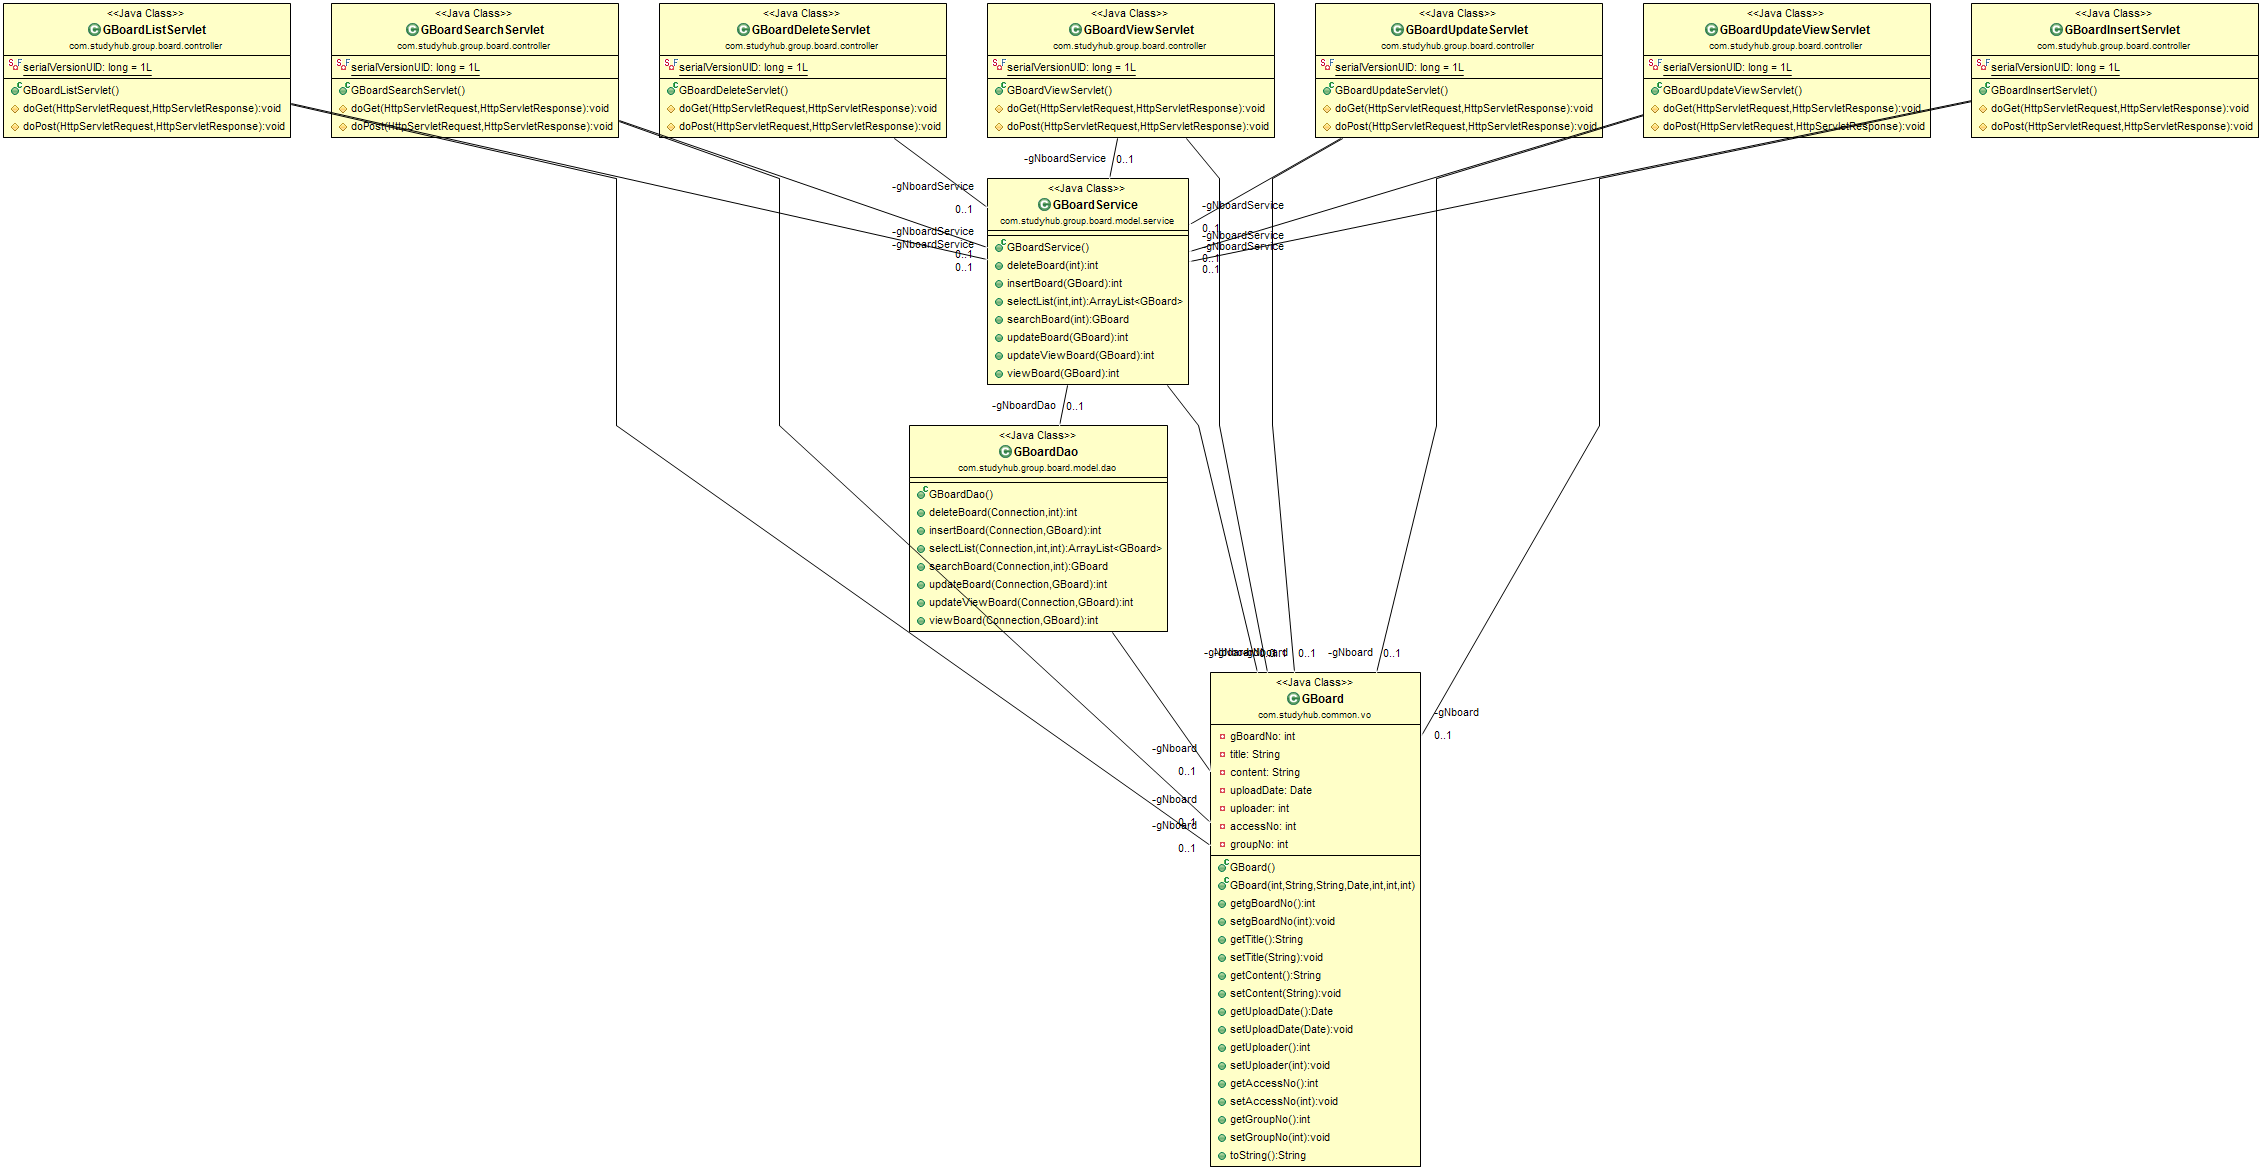 <<Java Class>>
GBoardListServlet
com.studyhub.group.board.controller
serialVersionUID: long = 1L
GBoardListServlet()
doGet(HttpServletRequest,HttpServletResponse):void
doPost(HttpServletRequest,HttpServletResponse):void
<<Java Class>>
GBoardSearchServlet
com.studyhub.group.board.controller
serialVersionUID: long = 1L
GBoardSearchServlet()
doGet(HttpServletRequest,HttpServletResponse):void
doPost(HttpServletRequest,HttpServletResponse):void
<<Java Class>>
GBoardDeleteServlet
com.studyhub.group.board.controller
serialVersionUID: long = 1L
GBoardDeleteServlet()
doGet(HttpServletRequest,HttpServletResponse):void
doPost(HttpServletRequest,HttpServletResponse):void
<<Java Class>>
GBoardViewServlet
com.studyhub.group.board.controller
serialVersionUID: long = 1L
GBoardViewServlet()
doGet(HttpServletRequest,HttpServletResponse):void
doPost(HttpServletRequest,HttpServletResponse):void
<<Java Class>>
GBoardUpdateServlet
com.studyhub.group.board.controller
serialVersionUID: long = 1L
GBoardUpdateServlet()
doGet(HttpServletRequest,HttpServletResponse):void
doPost(HttpServletRequest,HttpServletResponse):void
<<Java Class>>
GBoardUpdateViewServlet
com.studyhub.group.board.controller
serialVersionUID: long = 1L
GBoardUpdateViewServlet()
doGet(HttpServletRequest,HttpServletResponse):void
doPost(HttpServletRequest,HttpServletResponse):void
<<Java Class>>
GBoardInsertServlet
com.studyhub.group.board.controller
serialVersionUID: long = 1L
GBoardInsertServlet()
doGet(HttpServletRequest,HttpServletResponse):void
doPost(HttpServletRequest,HttpServletResponse):void
-gNboardService 0..1
-gNboardService
0..1
-gNboardService
-gNboardService
0..1
0..1
-gNboardService
0..1
-gNboardService
-gNboardService
0..1
0..1
<<Java Class>>
GBoardService
com.studyhub.group.board.model.service
GBoardService()
deleteBoard(int):int
insertBoard(GBoard):int
selectList(int,int):ArrayList<GBoard>
searchBoard(int):GBoard
updateBoard(GBoard):int
updateViewBoard(GBoard):int
viewBoard(GBoard):int
-gNboardDao 0..1
<<Java Class>>
GBoardDao
com.studyhub.group.board.model.dao
GBoardDao()
deleteBoard(Connection,int):int
insertBoard(Connection,GBoard):int
selectList(Connection,int,int):ArrayList<GBoard>
searchBoard(Connection,int):GBoard
updateBoard(Connection,GBoard):int
updateViewBoard(Connection,GBoard):int
viewBoard(Connection,GBoard):int
0..1
-gNboard 0..1
-gNboard
0..1
-gNboard
0..1
-gNboard
0..1
-gNboard
0..1
<<Java Class>>
GBoard
com.studyhub.common.vo
gBoardNo: int
title: String
content: String
uploadDate: Date
uploader: int
accessNo: int
groupNo: int
GBoard()
GBoard(int,String,String,Date,int,int,int)
getgBoardNo():int
setgBoardNo(int):void
getTitle():String
setTitle(String):void
getContent():String
setContent(String):void
getUploadDate():Date
setUploadDate(Date):void
getUploader():int
setUploader(int):void
getAccessNo():int
setAccessNo(int):void
getGroupNo():int
setGroupNo(int):void
toString():String